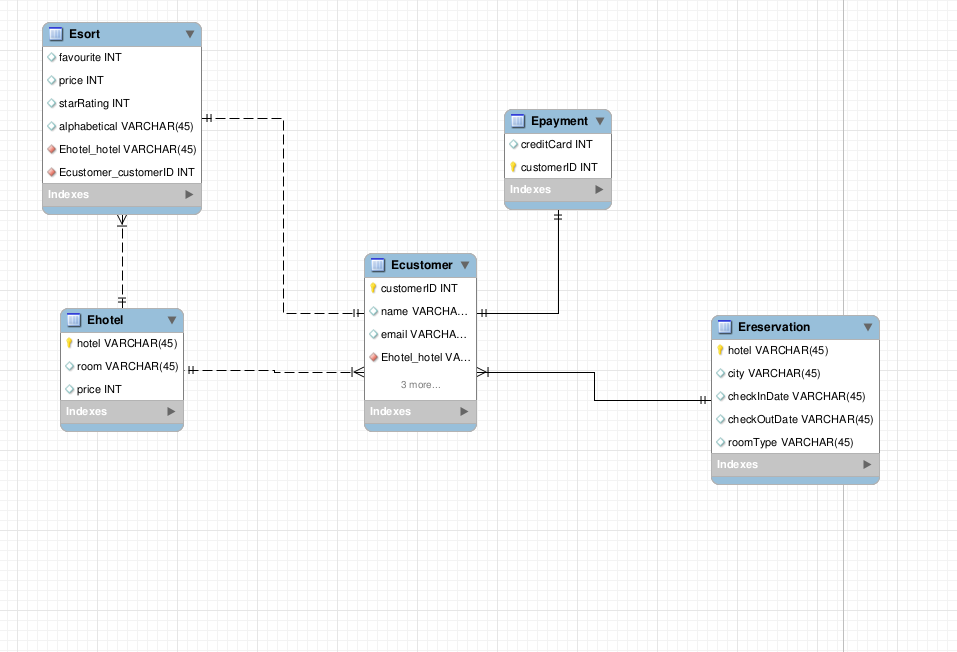 Esort
favourite INT
price INT
starRating INT
alphabetical VARCHAR(45)
Ehotel_hotel VARCHAR(45)
Ecustomer_customerID INT
Indexes
Epayment
creditCard INT
customerID INT
Indexes
Ecustomer
customerID INT
name VARCHA...
email VARCHA...
Ehotel_hotel VA...
3 more...
Indexes
Ehotel
hotel VARCHAR(45)
room VARCHAR(45)
price INT
Indexes
Ereservation
hotel VARCHAR(45)
city VARCHAR(45)
checkInDate VARCHAR(45)
checkOutDate VARCHAR(45)
roomType VARCHAR(45)
Indexes